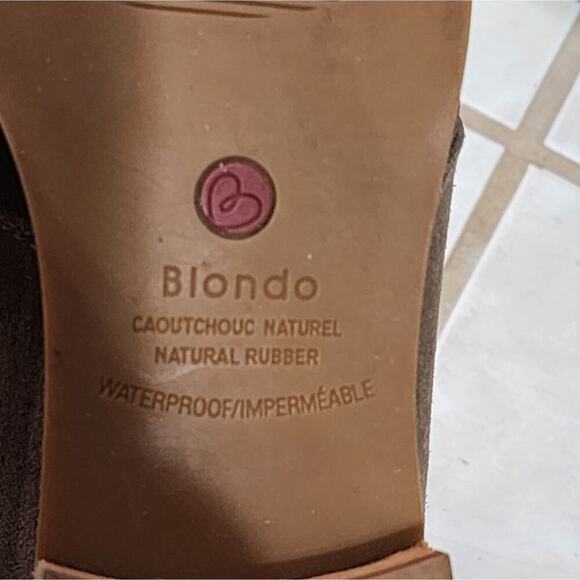 Blondo
CAOUTCHOUC NATUREL
NATURAL RUBBER
WATERPROOF/IMPERMÉABLE